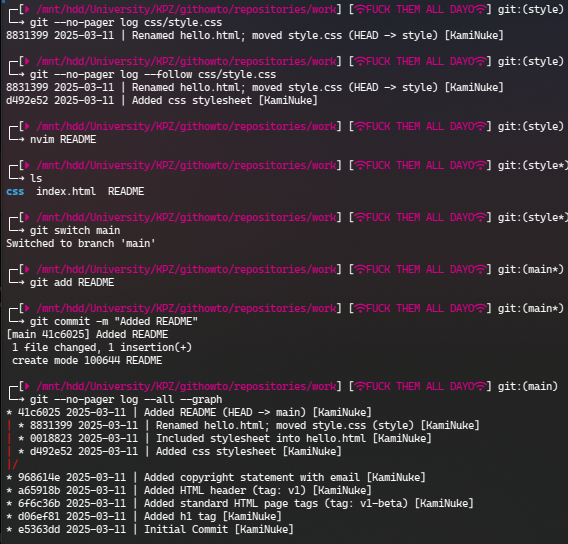 [ /mnt/hdd/University/KPZ/githowto/repositories/work] [FUCK THEM ALL DAYO] git:(style)
git --no-pager log css/style.css
8831399 2025-03-11 | Renamed hello.html; moved style.css (HEAD -> style) [KamiNuke]
[ /mnt/hdd/University/KPZ/githowto/repositories/work] [FUCK THEM ALL DAYO] git:(style)
git --no-pager log --follow css/style.css
8831399 2025-03-11 | Renamed hello.html; moved style.css (HEAD -> style) [KamiNuke]
d492e52 2025-03-11 | Added css stylesheet [KamiNuke]
[ /mnt/hdd/University/KPZ/githowto/repositories/work] [FUCK THEM ALL DAYO] git:(style)
nvim README
[ /mnt/hdd/University/KPZ/githowto/repositories/work] [FUCK THEM ALL DAYO] git:(style*)
ls
css index.html README
[ /mnt/hdd/University/KPZ/githowto/repositories/work] [FUCK THEM ALL DAYO] git:(style*)
git switch main
Switched to branch 'main'
[ /mnt/hdd/University/KPZ/githowto/repositories/work] [FUCK THEM ALL DAYO] git:(main*)
git add README
[ /mnt/hdd/University/KPZ/githowto/repositories/work] [FUCK THEM ALL DAYO] git:(main*)
git commit -m "Added README"
[main 41c6025] Added README
1 file changed, 1 insertion(+)
create mode 100644 README
[ /mnt/hdd/University/KPZ/githowto/repositories/work] [FUCK THEM ALL DAYO] git:(main)
git --no-pager log --all --graph
* 41c6025 2025-03-11 | Added README (HEAD -> main) [KamiNuke]
| * 8831399 2025-03-11 | Renamed hello.html; moved style.css (style) [KamiNuke]
| * 0018823 2025-03-11 | Included stylesheet into hello.html [KamiNuke]
| * d492e52 2025-03-11 | Added css stylesheet [KamiNuke]
|/
* 968614e 2025-03-11 | Added copyright statement with email [KamiNuke]
* a65918b 2025-03-11 | Added HTML header (tag: v1) [KamiNuke]
* 6f6c36b 2025-03-11 | Added standard HTML page tags (tag: v1-beta) [KamiNuke]
* d06ef81 2025-03-11 | Added h1 tag [KamiNuke]
* e5363dd 2025-03-11 | Initial Commit [KamiNuke]